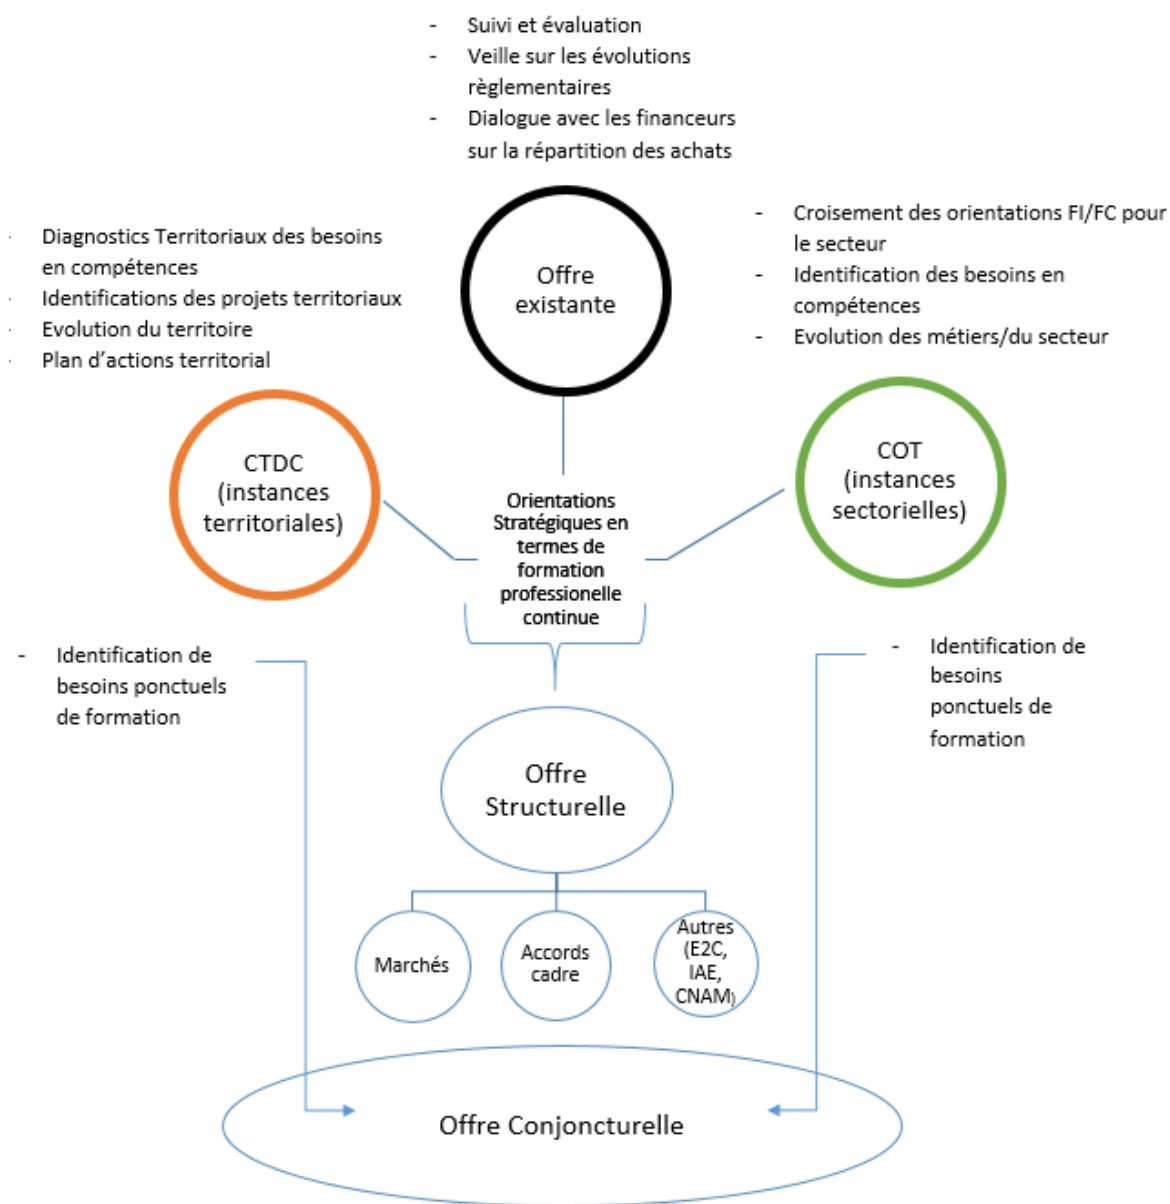 - Suivi et évaluation
- Veille sur les évolutions
règlementaires
- Dialogue avec les financeurs
sur la répartition des achats
· Diagnostics Territoriaux des besoins
en compétences
· Identifications des projets territoriaux
· Evolution du territoire
· Plan d’actions territorial
Offre
existante
- Croisement des orientations FI/FC pour
le secteur
- Identification des besoins en
compétences
- Evolution des métiers/du secteur
CTDC
(instances
territoriales)
Orientations
Stratégiques en
termes de
formation
professionelle
continue
COT
(instances
sectorielles)
- Identification de
besoins ponctuels
de formation
- Identification de
besoins
ponctuels de
formation
Offre
Structurelle
Marchés
Accords
cadre
Autres
(E2C,
IAE,
CNAM)
Offre Conjoncturelle